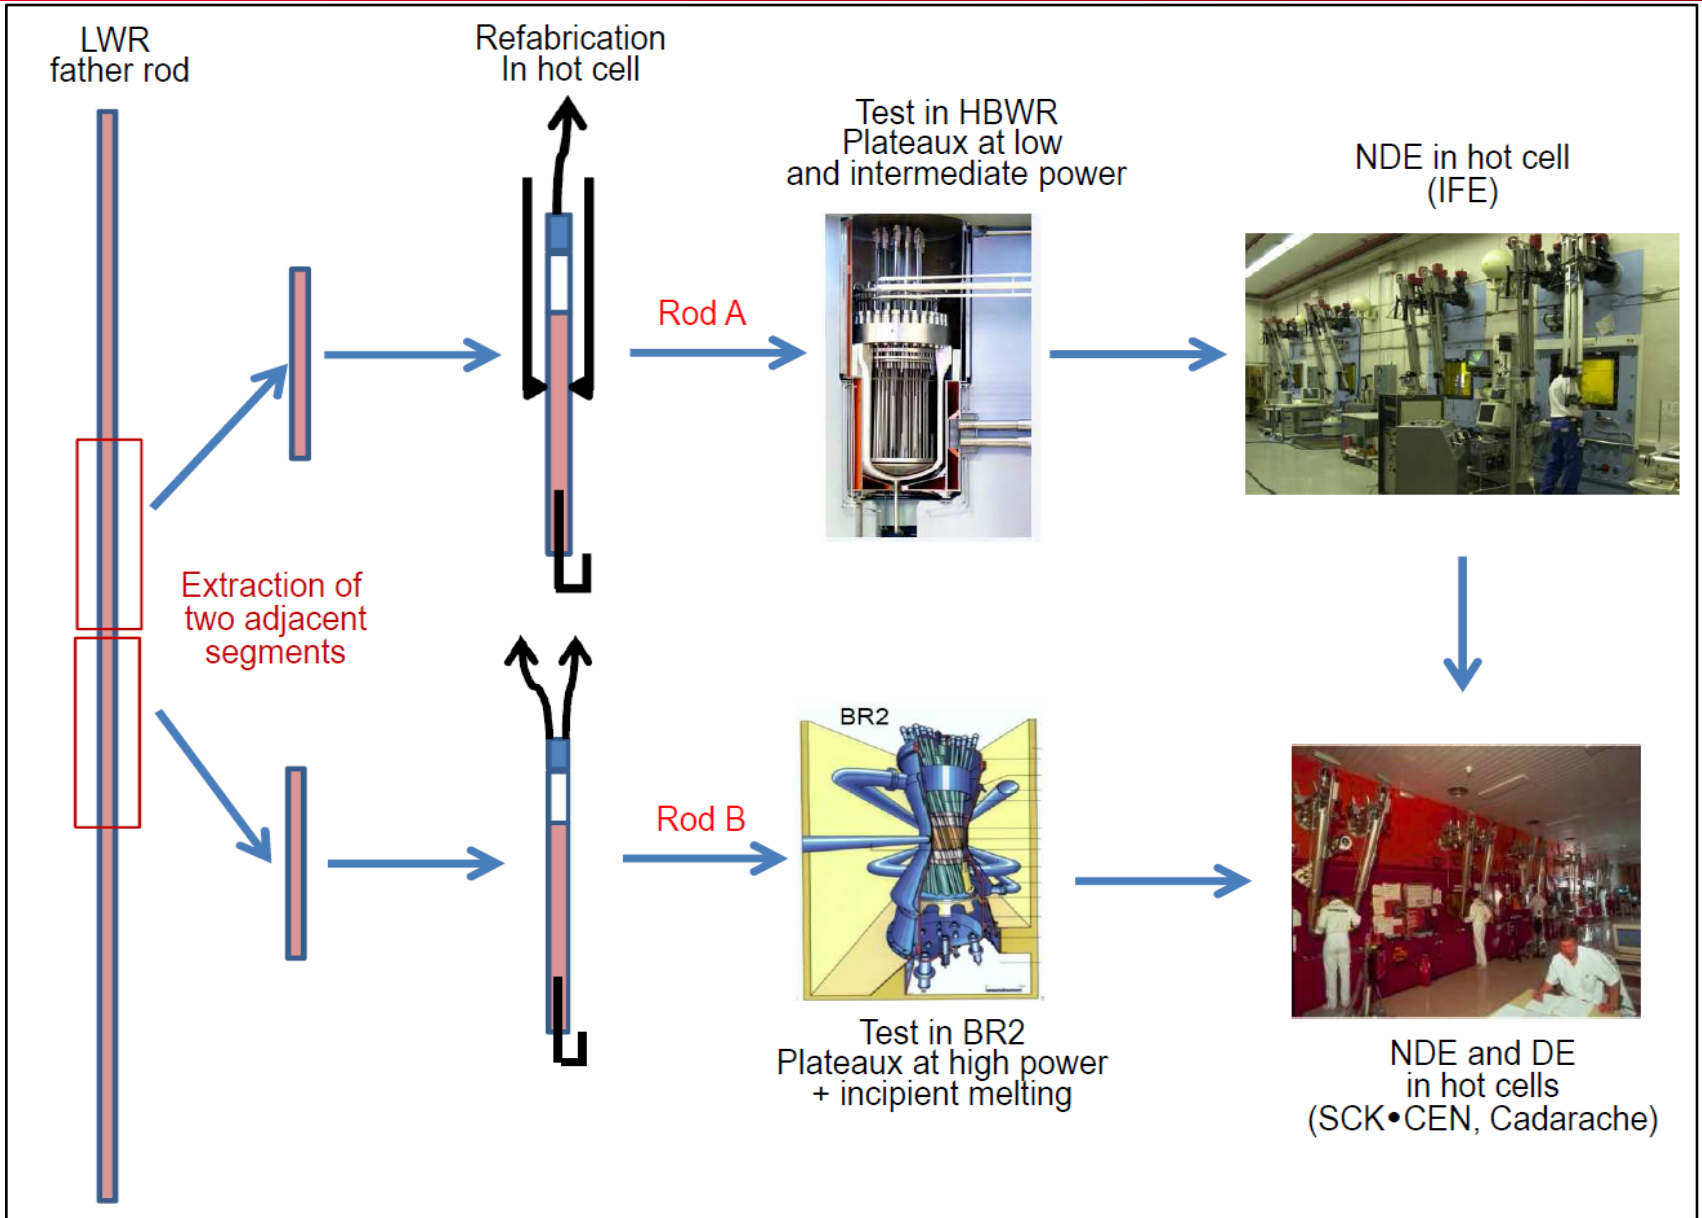 LWR
father rod
Refabrication
In hot cell
Test in HBWR
Plateaux at low
and intermediate power
NDE in hot cell
(IFE)
Rod A
Extraction of
two adjacent
segments
Rod B
BR2
Test in BR2
Plateaux at high power
+ incipient melting
NDE and DE
in hot cells
(SCK•CEN, Cadarache)